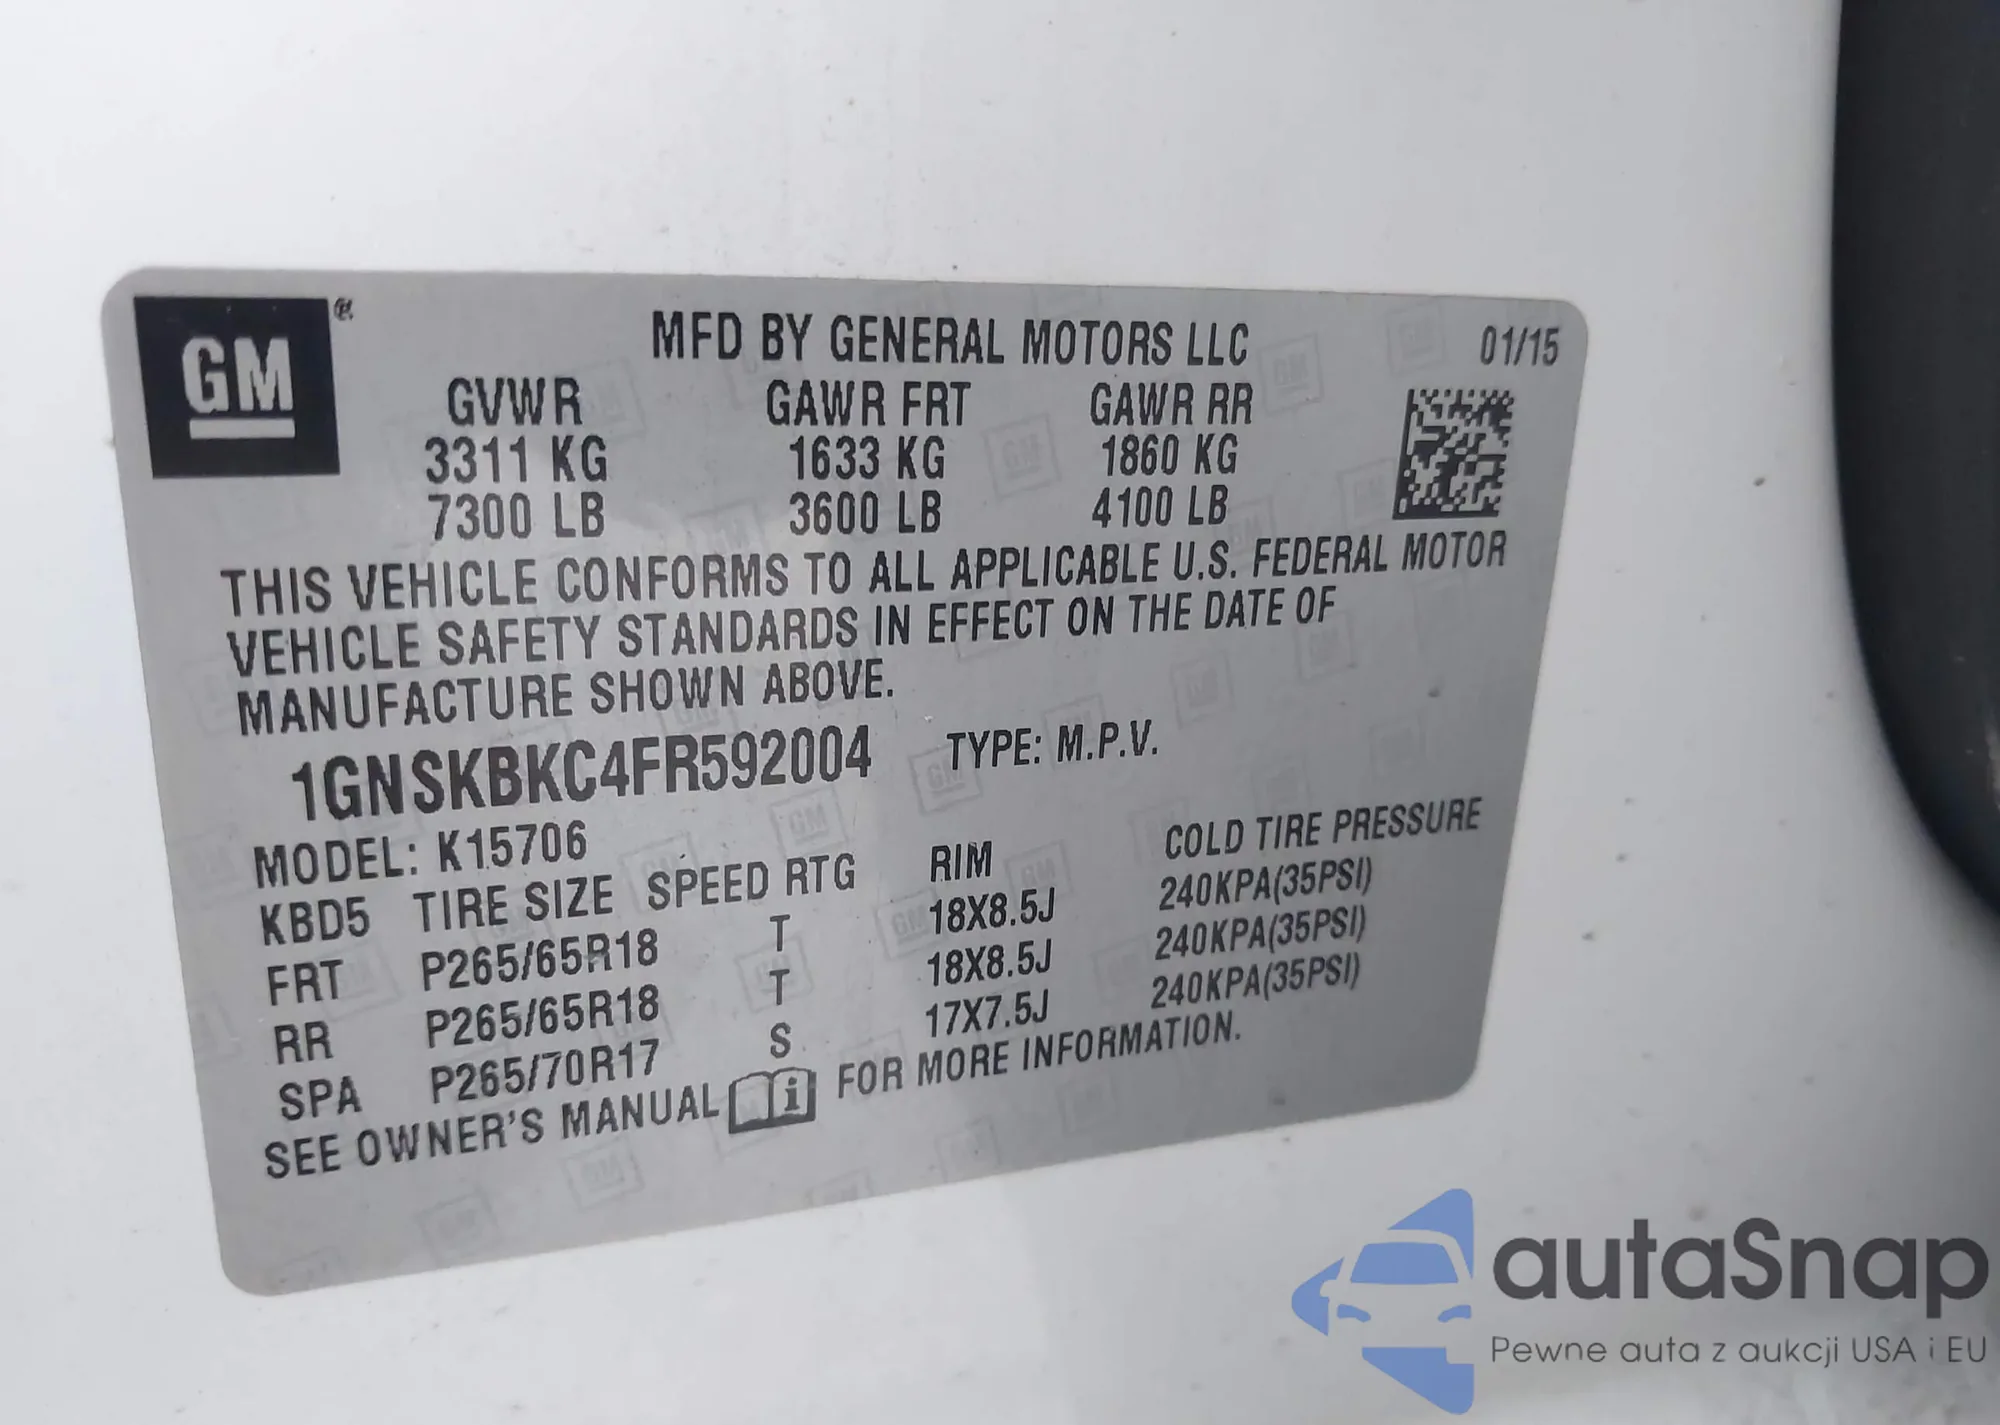 GM ®
MFD BY GENERAL MOTORS LLC 01/15
GVWR GAWR FRT GAWR RR
3311 KG 1633 KG 1860 KG
7300 LB 3600 LB 4100 LB
THIS VEHICLE CONFORMS TO ALL APPLICABLE U.S. FEDERAL MOTOR
VEHICLE SAFETY STANDARDS IN EFFECT ON THE DATE OF
MANUFACTURE SHOWN ABOVE.
1GNSKBKC4FR592004 TYPE: M.P.V.
MODEL: K15706
KBD5 TIRE SIZE SPEED RTG RIM COLD TIRE PRESSURE
FRT P265/65R18 T 18X8.5J 240KPA(35PSI)
RR P265/65R18 T 18X8.5J 240KPA(35PSI)
SPA P265/70R17 S 17X7.5J 240KPA(35PSI)
SEE OWNER'S MANUAL i FOR MORE INFORMATION.
autaSnap
Pewne auta z aukcji USA i EU